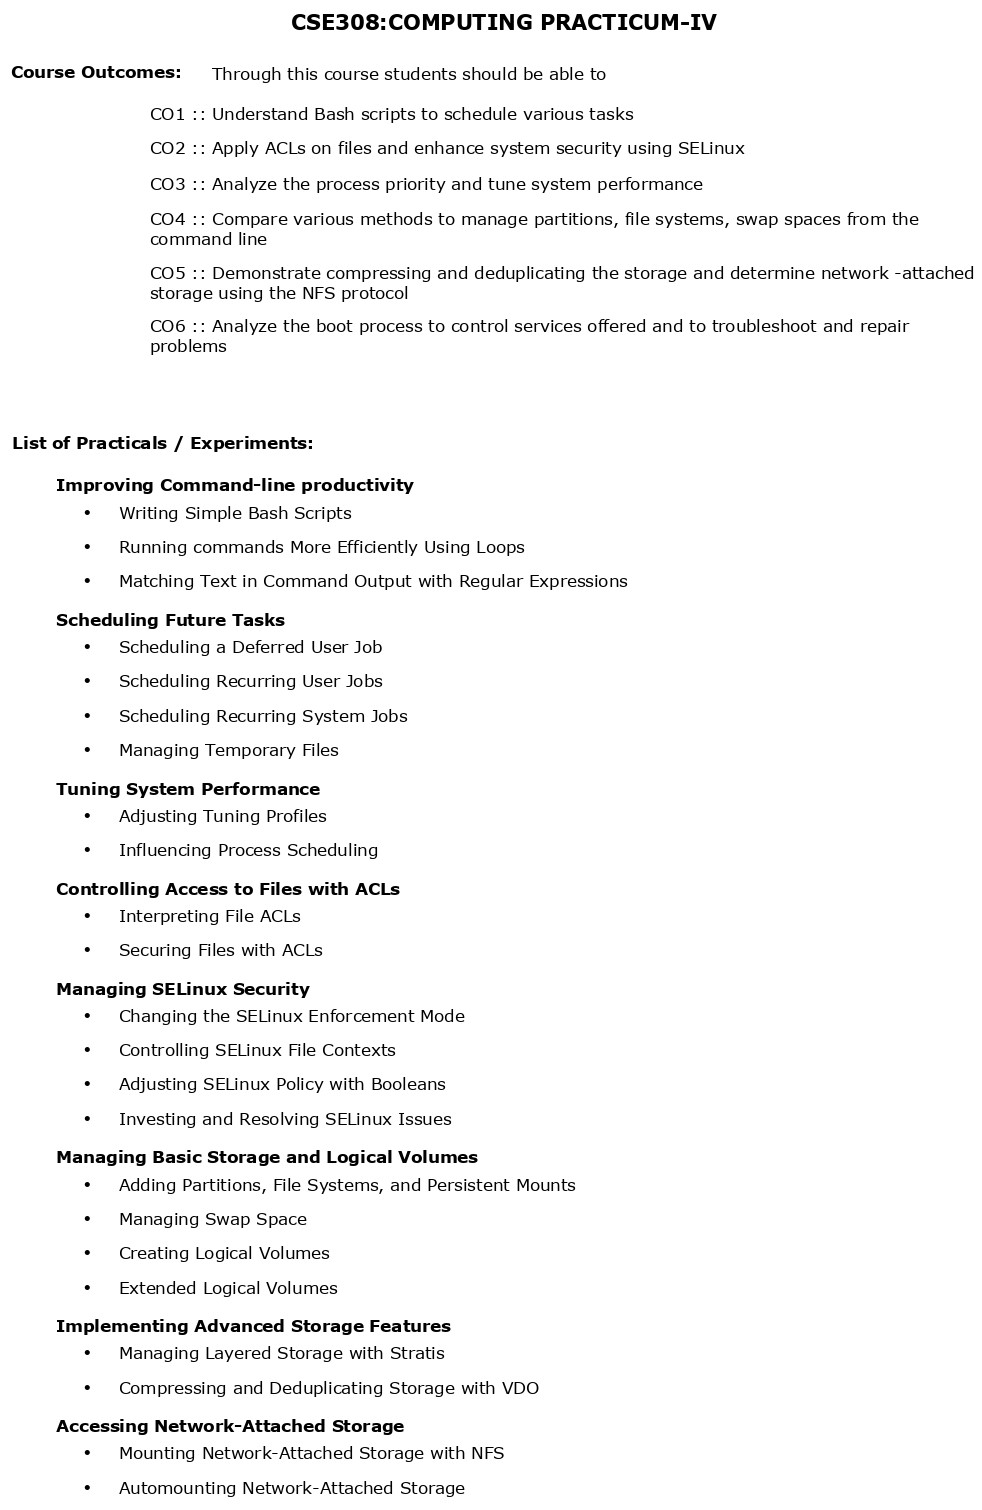 CSE308:COMPUTING PRACTICUM-IV
Course Outcomes: Through this course students should be able to
CO1 :: Understand Bash scripts to schedule various tasks
CO2 :: Apply ACLs on files and enhance system security using SELinux
CO3 :: Analyze the process priority and tune system performance
CO4 :: Compare various methods to manage partitions, file systems, swap spaces from the
command line
CO5 :: Demonstrate compressing and deduplicating the storage and determine network -attached
storage using the NFS protocol
CO6 :: Analyze the boot process to control services offered and to troubleshoot and repair
problems
List of Practicals / Experiments:
Improving Command-line productivity
• Writing Simple Bash Scripts
• Running commands More Efficiently Using Loops
• Matching Text in Command Output with Regular Expressions
Scheduling Future Tasks
• Scheduling a Deferred User Job
• Scheduling Recurring User Jobs
• Scheduling Recurring System Jobs
• Managing Temporary Files
Tuning System Performance
• Adjusting Tuning Profiles
• Influencing Process Scheduling
Controlling Access to Files with ACLs
• Interpreting File ACLs
• Securing Files with ACLs
Managing SELinux Security
• Changing the SELinux Enforcement Mode
• Controlling SELinux File Contexts
• Adjusting SELinux Policy with Booleans
• Investing and Resolving SELinux Issues
Managing Basic Storage and Logical Volumes
• Adding Partitions, File Systems, and Persistent Mounts
• Managing Swap Space
• Creating Logical Volumes
• Extended Logical Volumes
Implementing Advanced Storage Features
• Managing Layered Storage with Stratis
• Compressing and Deduplicating Storage with VDO
Accessing Network-Attached Storage
• Mounting Network-Attached Storage with NFS
• Automounting Network-Attached Storage